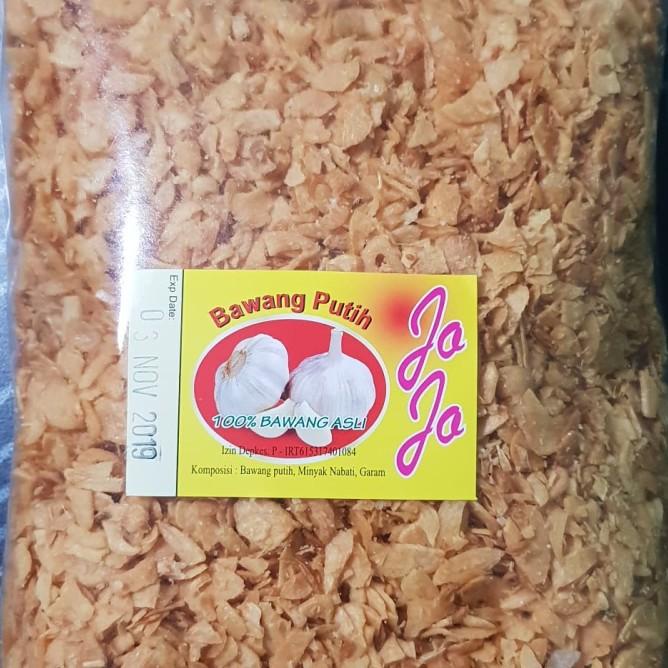 Exp Date:
03 NOV 2019
Bawang Putih
Jo
Jo
100% BAWANG ASLI
Izin Depkes. P - IRT615317401084
Komposisi : Bawang putih, Minyak Nabati, Garam